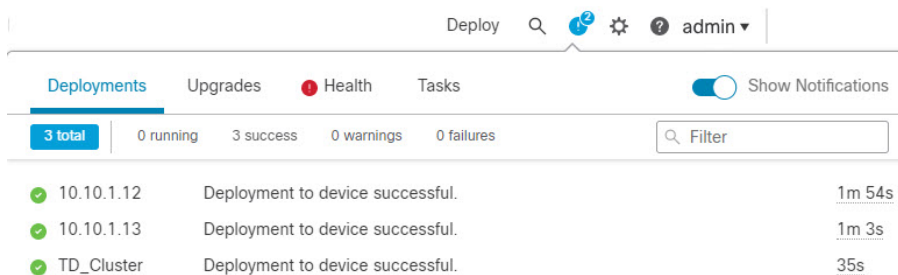 Deploy 2 ? admin ▾
Deployments Upgrades ! Health Tasks Show Notifications
3 total 0 running 3 success 0 warnings 0 failures Filter
10.10.1.12 Deployment to device successful. 1m 54s
10.10.1.13 Deployment to device successful. 1m 3s
TD_Cluster Deployment to device successful. 35s